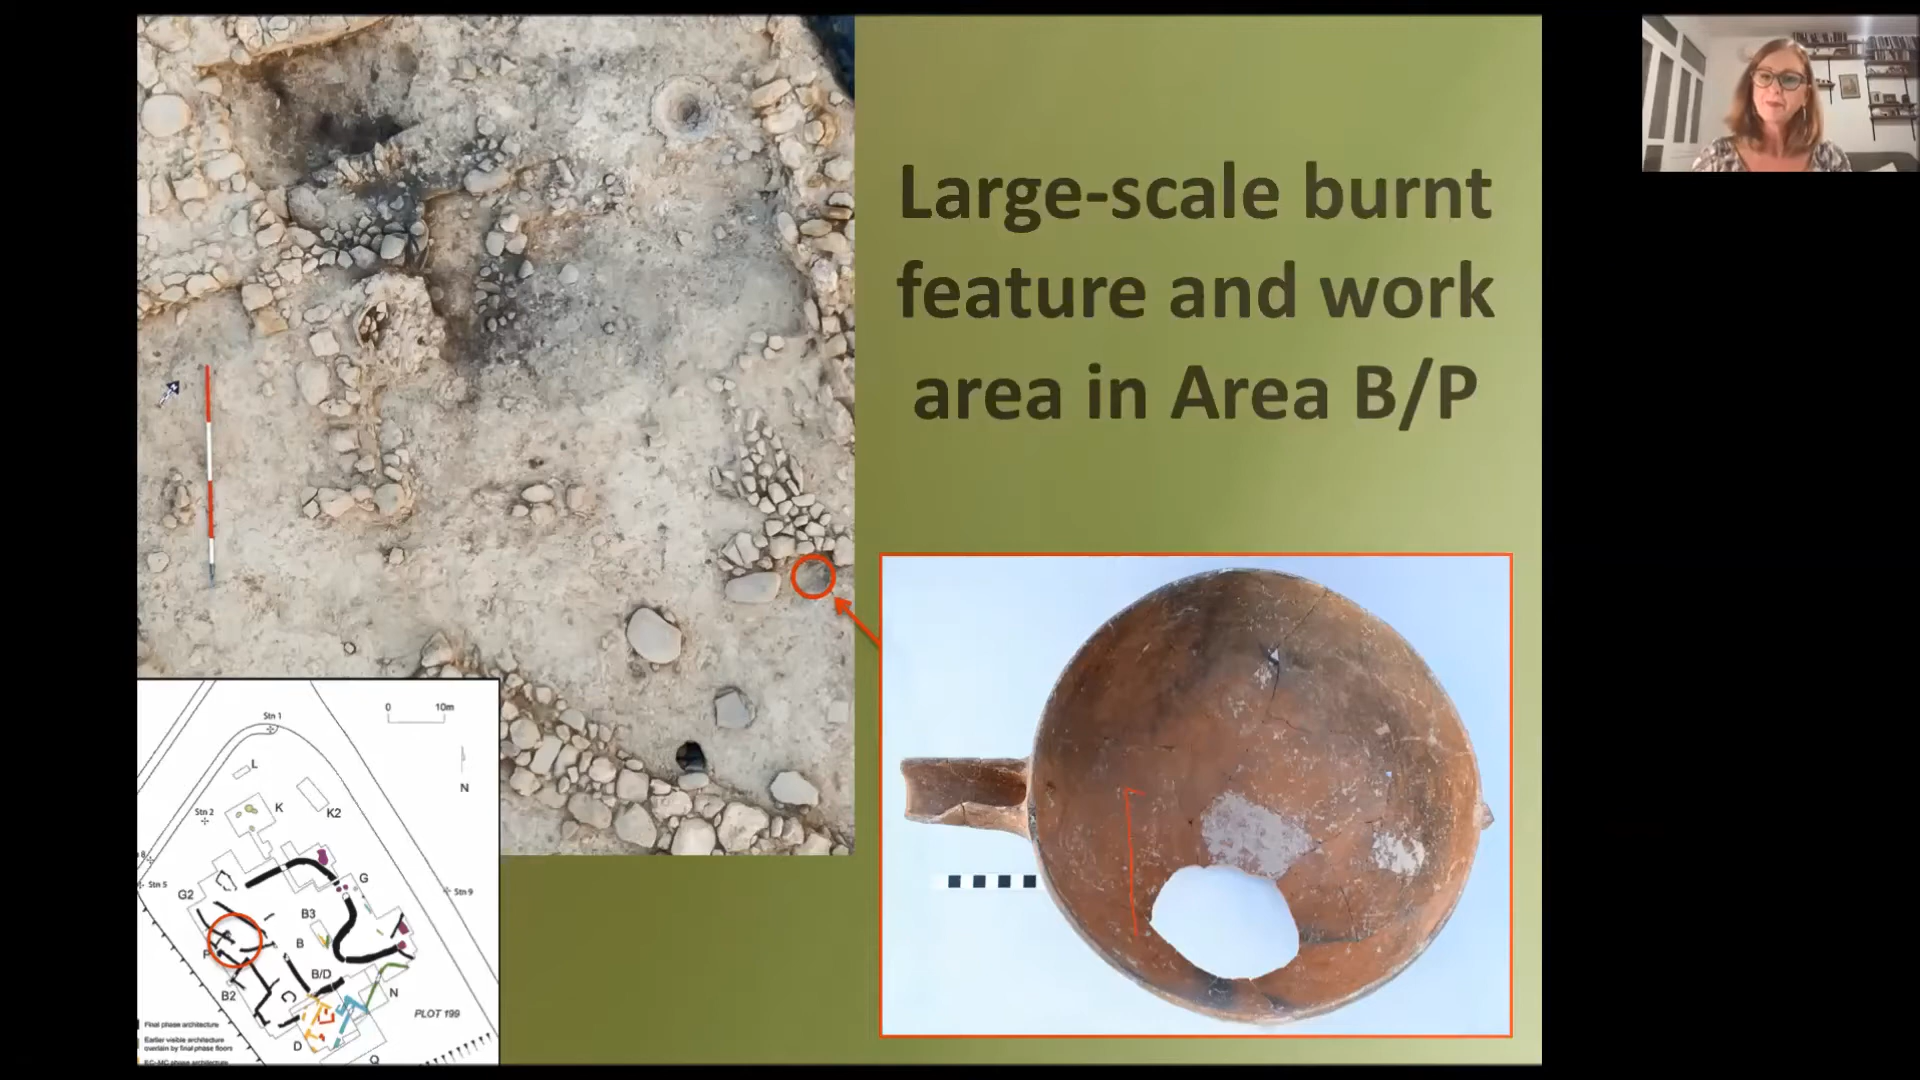 Large-scale burnt
feature and work
area in Area B/P
Stn 1
0 10m
L
N
K
K2
Stn 2
8
Stn 5
G
G2
Stn 9
B3
B
P
B/D
B2
C
N
PLOT 199
Final phase architecture
Earlier visible architecture
overlain by final phase floors
D
Q
EC-MC phase architecture